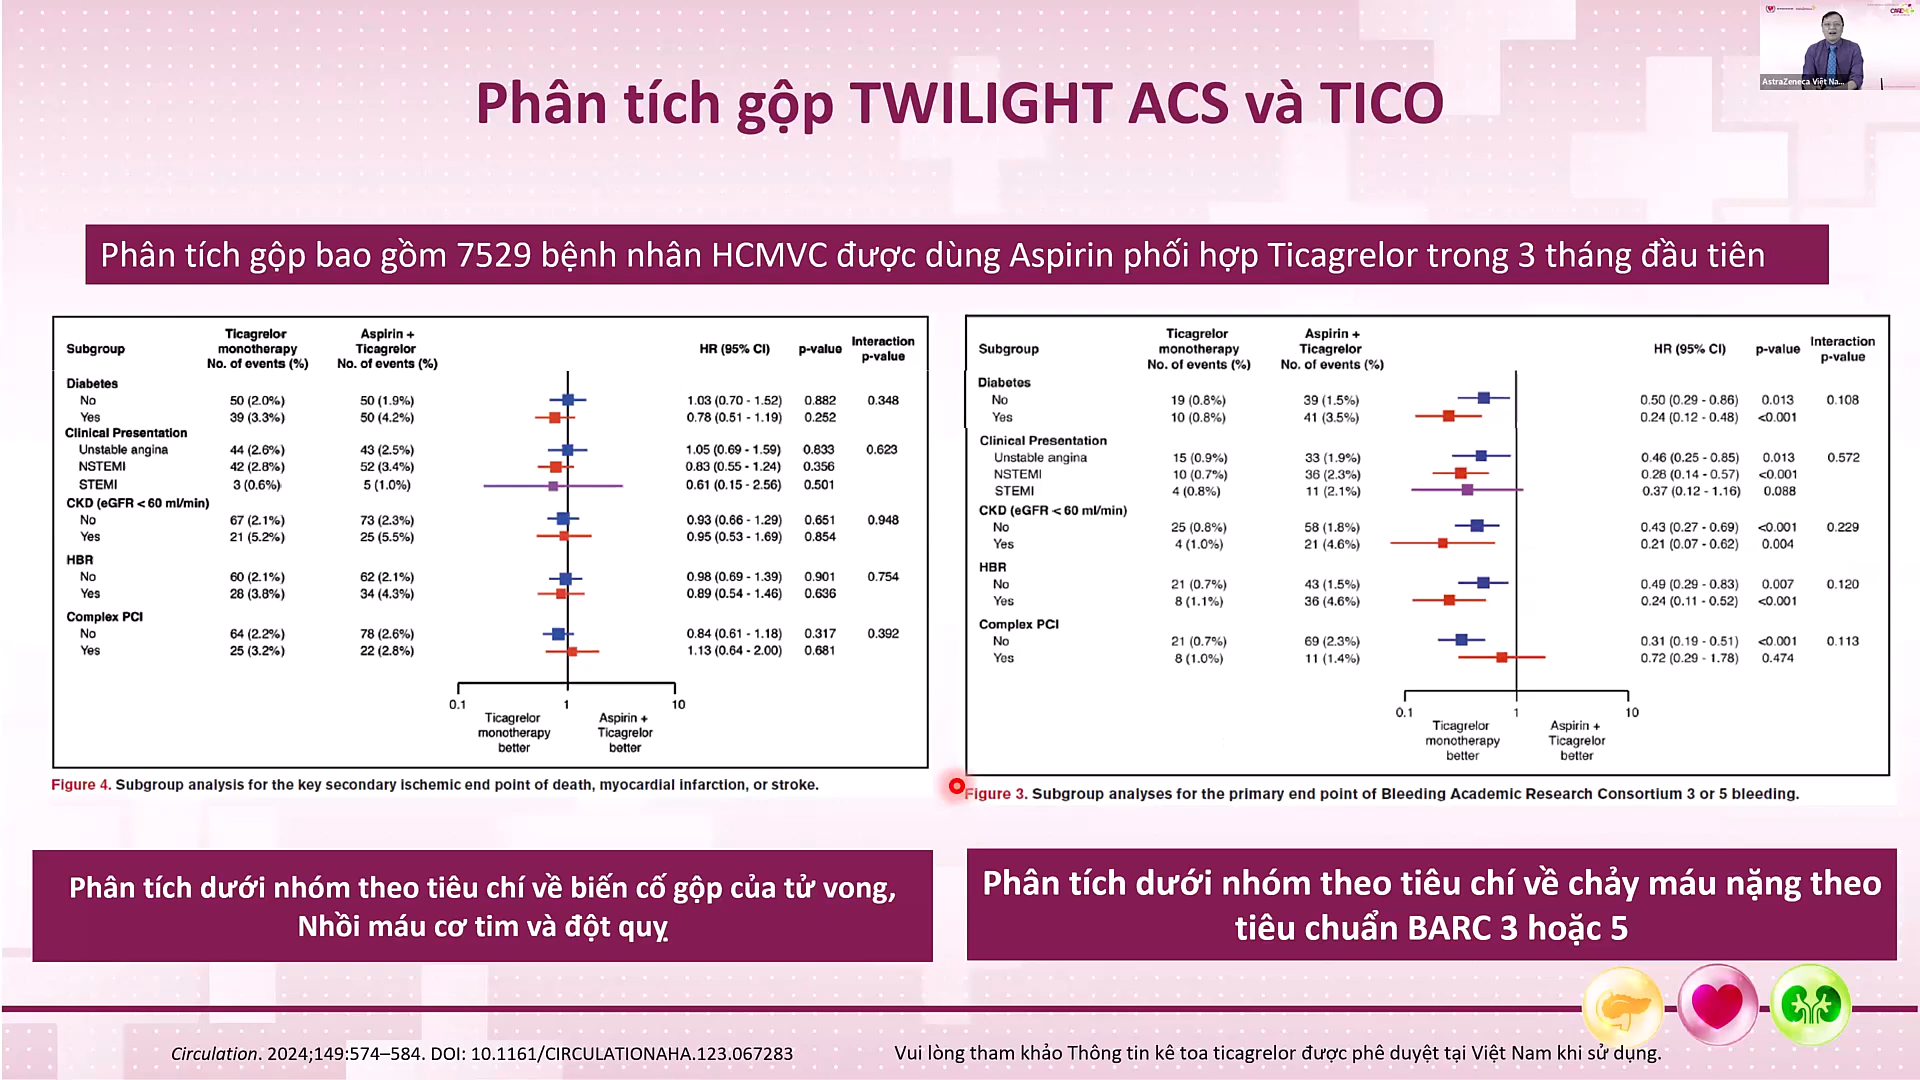 AstraZeneca Việt Na...
Phân tích gộp TWILIGHT ACS và TICO
Phân tích gộp bao gồm 7529 bệnh nhân HCMVC được dùng Aspirin phối hợp Ticagrelor trong 3 tháng đầu tiên
Subgroup Ticagrelor monotherapy No. of events (%) Aspirin + Ticagrelor No. of events (%) HR (95% CI) p-value Interaction p-value
Diabetes
No 50 (2.0%) 50 (1.9%) 1.03 (0.70 - 1.52) 0.882 0.348
Yes 39 (3.3%) 50 (4.2%) 0.78 (0.51 - 1.19) 0.252
Clinical Presentation
Unstable angina 44 (2.6%) 43 (2.5%) 1.05 (0.69 - 1.59) 0.833 0.623
NSTEMI 42 (2.8%) 52 (3.4%) 0.83 (0.55 - 1.24) 0.356
STEMI 3 (0.6%) 5 (1.0%) 0.61 (0.15 - 2.56) 0.501
CKD (eGFR < 60 ml/min)
No 67 (2.1%) 73 (2.3%) 0.93 (0.66 - 1.29) 0.651 0.948
Yes 21 (5.2%) 25 (5.5%) 0.95 (0.53 - 1.69) 0.854
HBR
No 60 (2.1%) 62 (2.1%) 0.98 (0.69 - 1.39) 0.901 0.754
Yes 28 (3.8%) 34 (4.3%) 0.89 (0.54 - 1.46) 0.636
Complex PCI
No 64 (2.2%) 78 (2.6%) 0.84 (0.61 - 1.18) 0.317 0.392
Yes 25 (3.2%) 22 (2.8%) 1.13 (0.64 - 2.00) 0.681
0.1 1 10
Ticagrelor monotherapy better Aspirin + Ticagrelor better
Figure 4. Subgroup analysis for the key secondary ischemic end point of death, myocardial infarction, or stroke.
Subgroup Ticagrelor monotherapy No. of events (%) Aspirin + Ticagrelor No. of events (%) HR (95% CI) p-value Interaction p-value
Diabetes
No 19 (0.8%) 39 (1.5%) 0.50 (0.29 - 0.86) 0.013 0.108
Yes 10 (0.8%) 41 (3.5%) 0.24 (0.12 - 0.48) <0.001
Clinical Presentation
Unstable angina 15 (0.9%) 33 (1.9%) 0.46 (0.25 - 0.85) 0.013 0.572
NSTEMI 10 (0.7%) 36 (2.3%) 0.28 (0.14 - 0.57) <0.001
STEMI 4 (0.8%) 11 (2.1%) 0.37 (0.12 - 1.16) 0.088
CKD (eGFR < 60 ml/min)
No 25 (0.8%) 58 (1.8%) 0.43 (0.27 - 0.69) <0.001 0.229
Yes 4 (1.0%) 21 (4.6%) 0.21 (0.07 - 0.62) 0.004
HBR
No 21 (0.7%) 43 (1.5%) 0.49 (0.29 - 0.83) 0.007 0.120
Yes 8 (1.1%) 36 (4.6%) 0.24 (0.11 - 0.52) <0.001
Complex PCI
No 21 (0.7%) 69 (2.3%) 0.31 (0.19 - 0.51) <0.001 0.113
Yes 8 (1.0%) 11 (1.4%) 0.72 (0.29 - 1.78) 0.474
0.1 1 10
Ticagrelor monotherapy better Aspirin + Ticagrelor better
Figure 3. Subgroup analyses for the primary end point of Bleeding Academic Research Consortium 3 or 5 bleeding.
Phân tích dưới nhóm theo tiêu chí về biến cố gộp của tử vong,
Nhồi máu cơ tim và đột quỵ
Phân tích dưới nhóm theo tiêu chí về chảy máu nặng theo
tiêu chuẩn BARC 3 hoặc 5
Circulation. 2024;149:574–584. DOI: 10.1161/CIRCULATIONAHA.123.067283
Vui lòng tham khảo Thông tin kê toa ticagrelor được phê duyệt tại Việt Nam khi sử dụng.